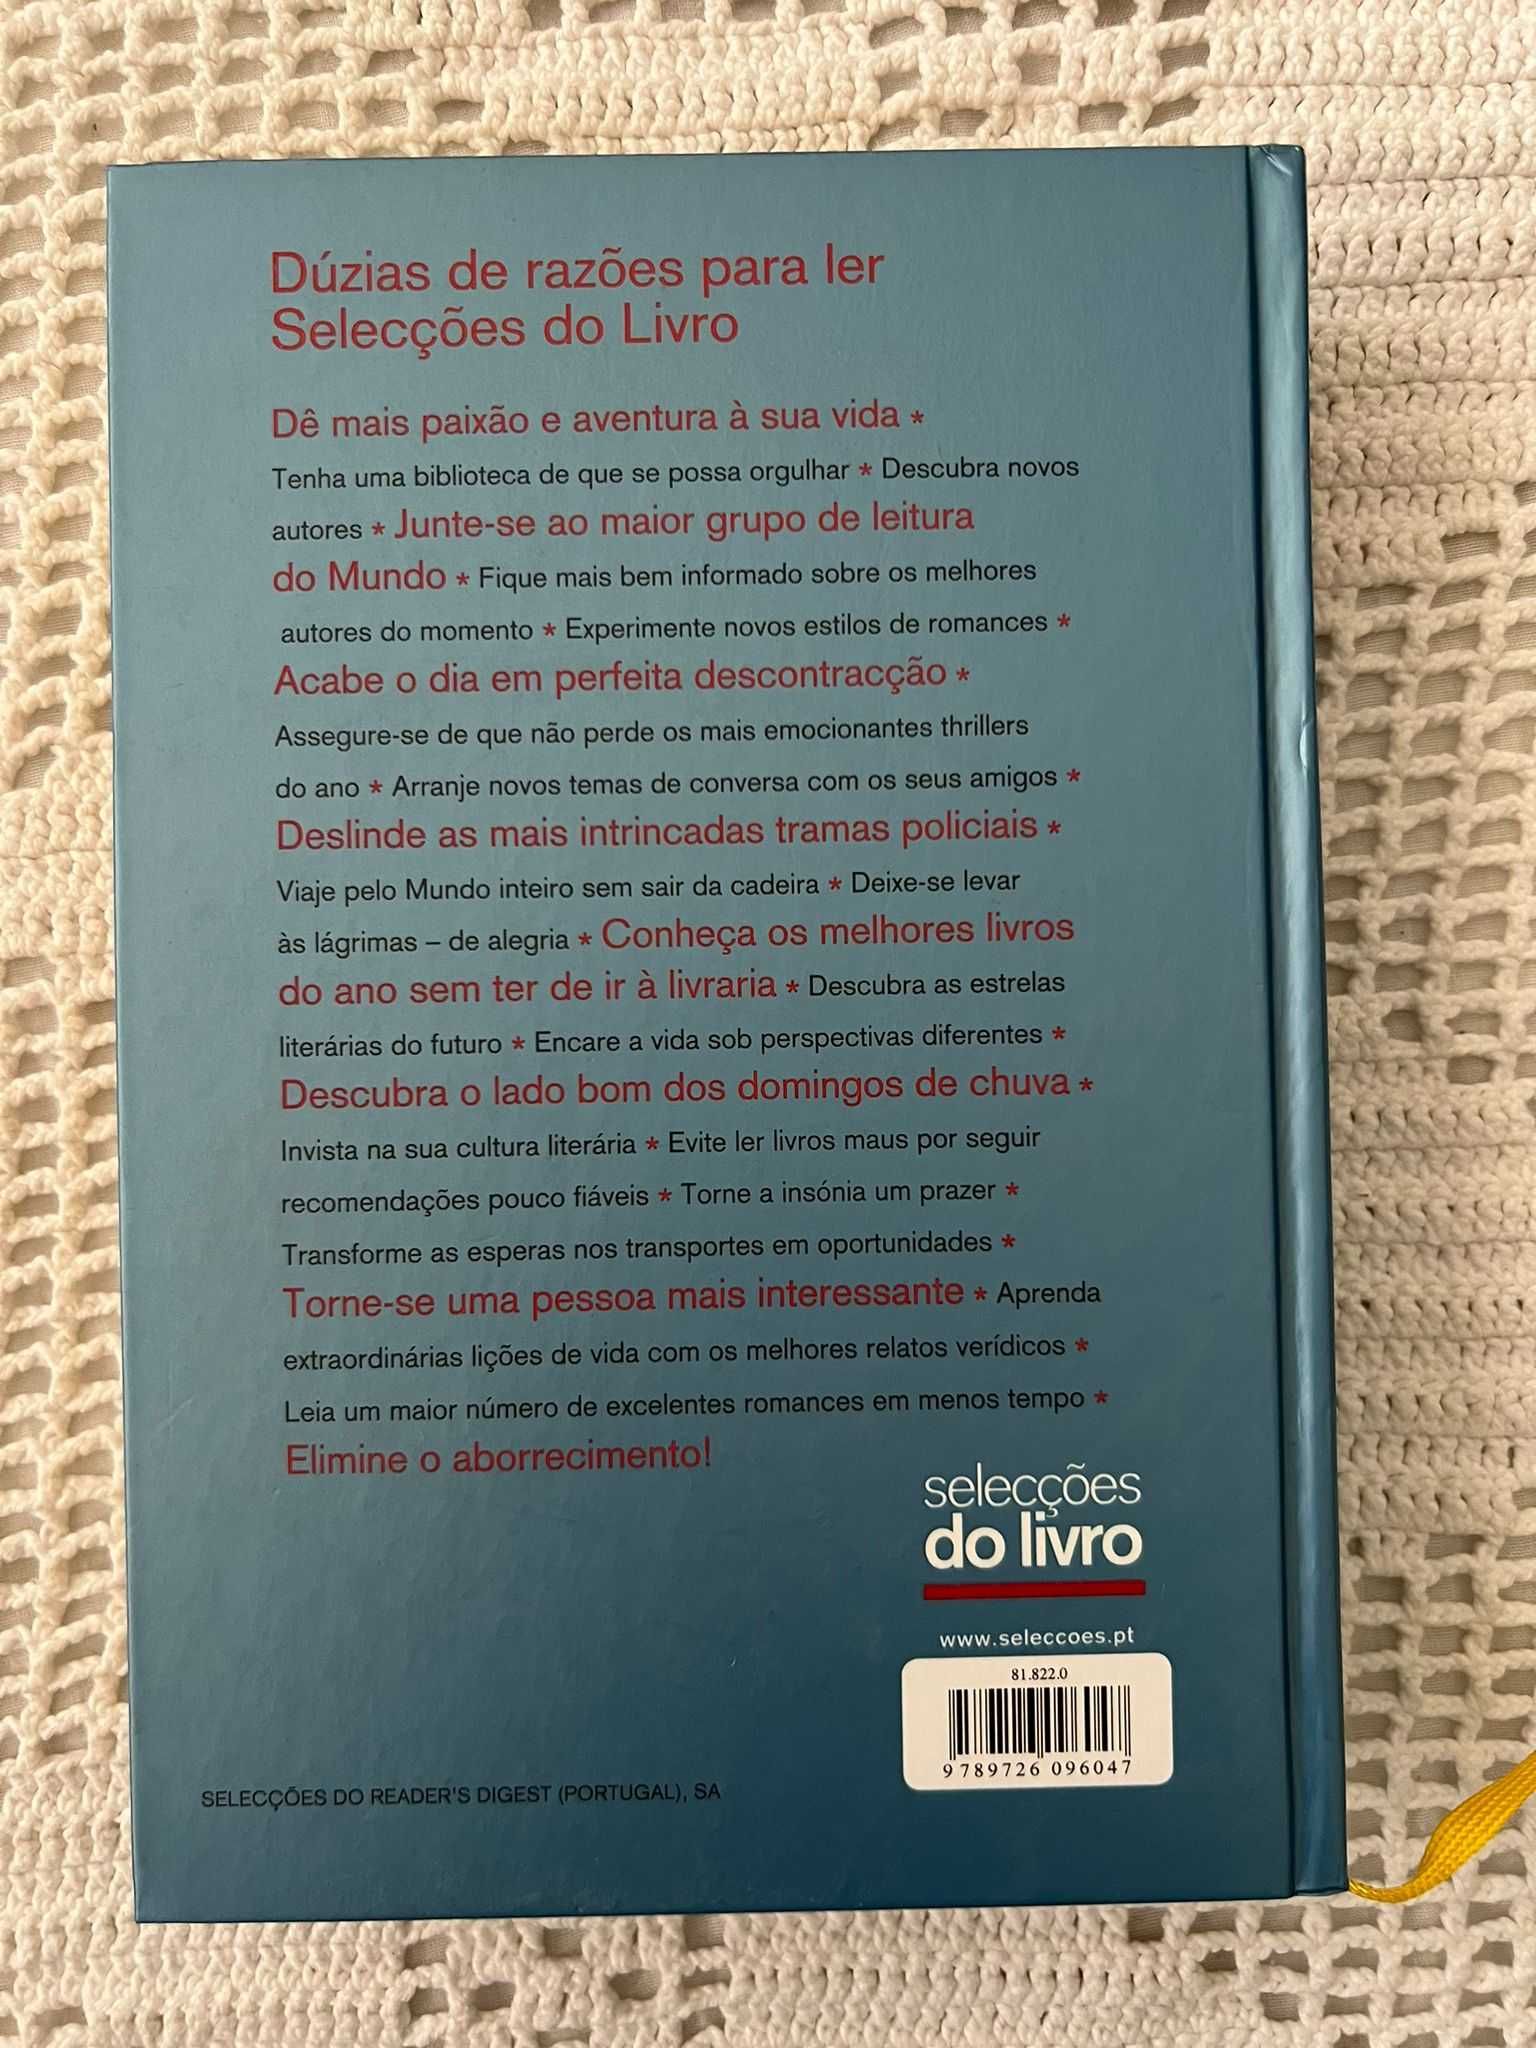 Dúzias de razões para ler
Selecções do Livro
Dê mais paixão e aventura à sua vida *
Tenha uma biblioteca de que se possa orgulhar * Descubra novos
autores * Junte-se ao maior grupo de leitura
do Mundo * Fique mais bem informado sobre os melhores
autores do momento * Experimente novos estilos de romances *
Acabe o dia em perfeita descontracção *
Assegure-se de que não perde os mais emocionantes thrillers
do ano * Arranje novos temas de conversa com os seus amigos *
Deslinde as mais intrincadas tramas policiais *
Viaje pelo Mundo inteiro sem sair da cadeira * Deixe-se levar
às lágrimas – de alegria * Conheça os melhores livros
do ano sem ter de ir à livraria * Descubra as estrelas
literárias do futuro * Encare a vida sob perspectivas diferentes *
Descubra o lado bom dos domingos de chuva *
Invista na sua cultura literária * Evite ler livros maus por seguir
recomendações pouco fiáveis * Torne a insónia um prazer *
Transforme as esperas nos transportes em oportunidades *
Torne-se uma pessoa mais interessante * Aprenda
extraordinárias lições de vida com os melhores relatos verídicos *
Leia um maior número de excelentes romances em menos tempo *
Elimine o aborrecimento!
selecções
do livro
www.seleccoes.pt
81.822.0
9 789726 096047
SELECÇÕES DO READER'S DIGEST (PORTUGAL), SA